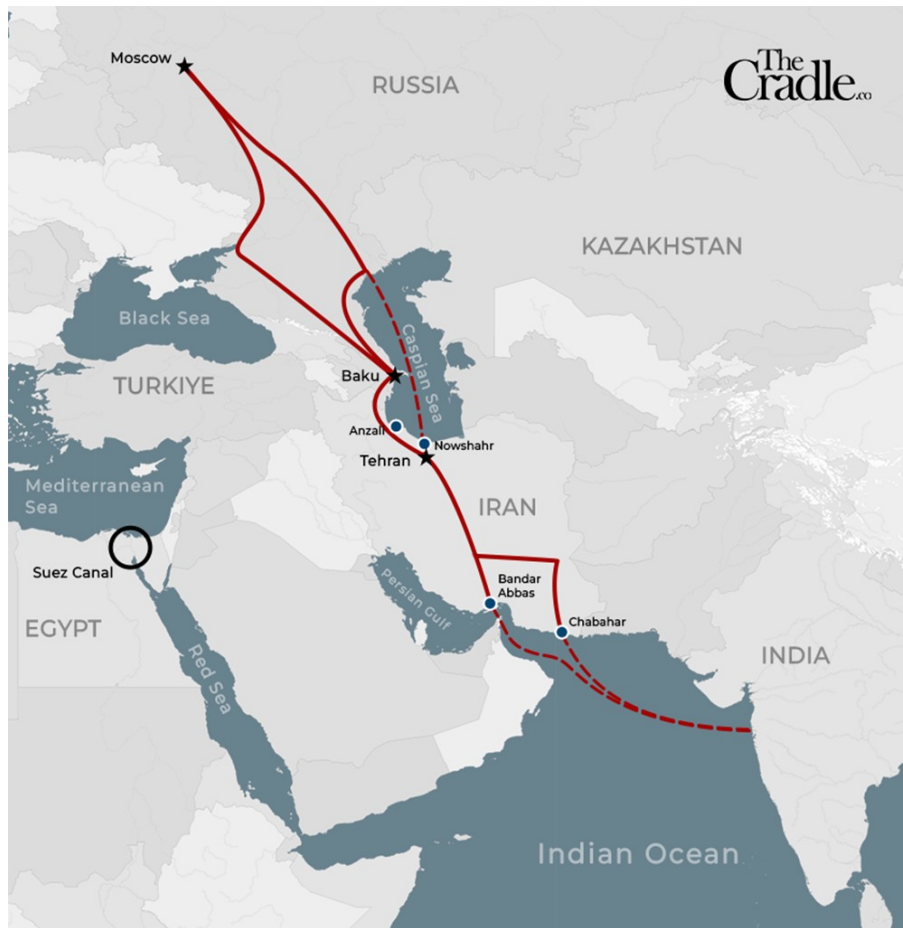 The
Cradle.co
Moscow
RUSSIA
KAZAKHSTAN
Black Sea
Caspian Sea
Baku
TURKIYE
Anzali
Nowshahr
Tehran
Mediterranean
Sea
IRAN
Suez Canal
Persian Gulf
Bandar
Abbas
Chabahar
EGYPT
Red Sea
INDIA
Indian Ocean